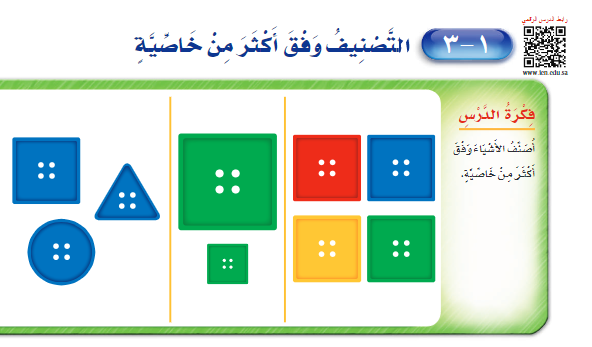 رابط الدرس الرقمي
www.ien.edu.sa
١-٣
التَّصْنِيفُ وَفْقَ أَكْثَرَ مِنْ خَاصِّيَّةٍ
فِكْرَةُ الدَّرْسِ
أُصَنِّفُ الأَشْيَاءَ وَفْقَ
أَكْثَرَ مِنْ خَاصِّيَّةٍ.